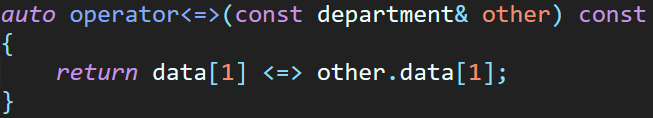 auto operator<=>(const department& other) const
{
    return data[1] <=> other.data[1];
}